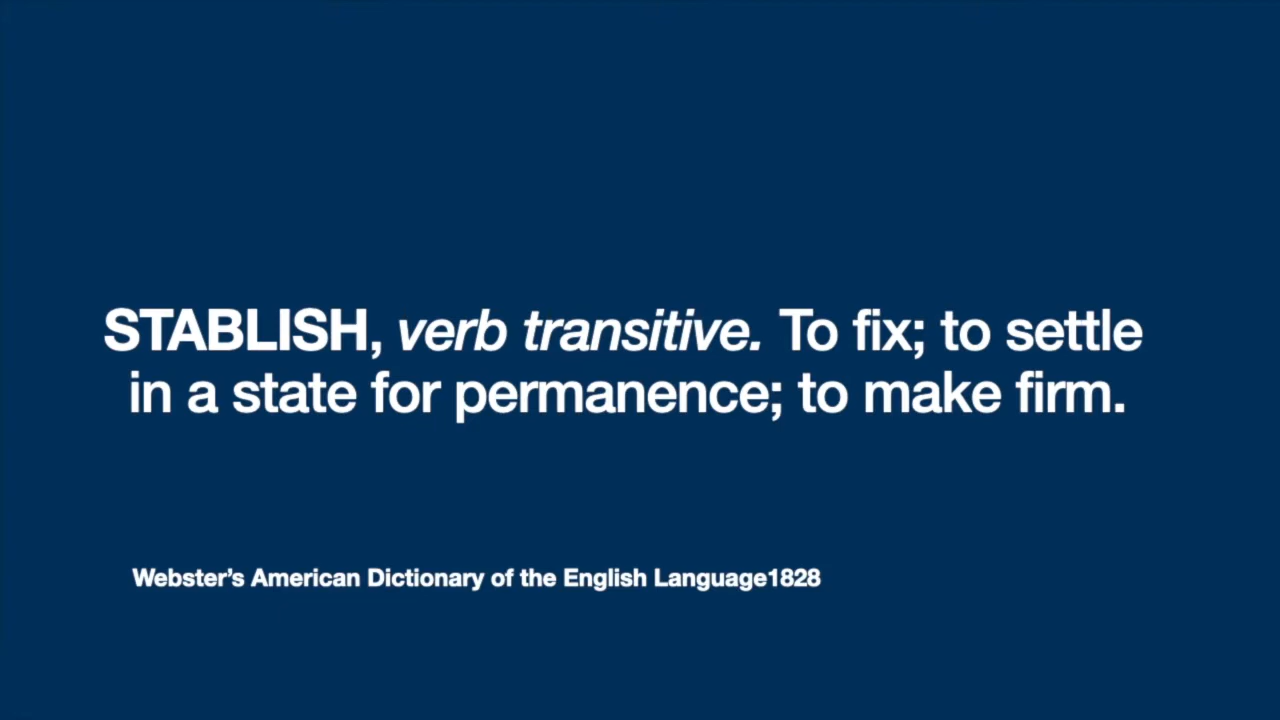 STABLISH, verb transitive. To fix; to settle
in a state for permanence; to make firm.
Webster’s American Dictionary of the English Language1828